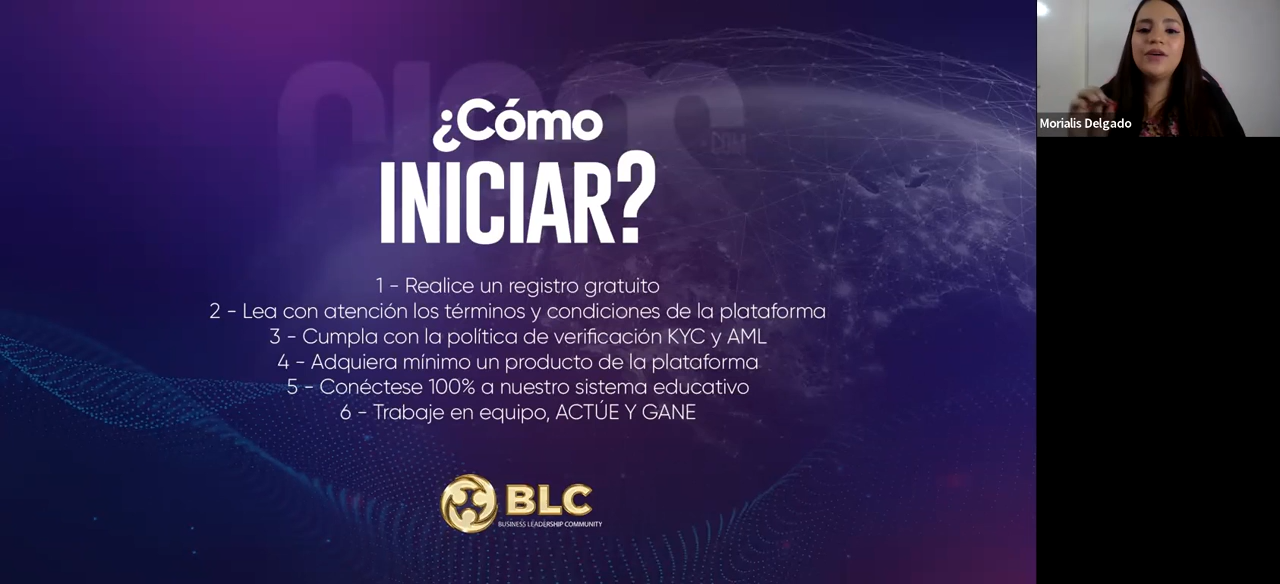 ¿Cómo
INICIAR?
1 - Realice un registro gratuito
2 - Lea con atención los términos y condiciones de la plataforma
3 - Cumpla con la política de verificación KYC y AML
4 - Adquiera mínimo un producto de la plataforma
5 - Conéctese 100% a nuestro sistema educativo
6 - Trabaje en equipo, ACTÚE Y GANE
BLC
BUSINESS LEADERSHIP COMMUNITY
Morialis Delgado